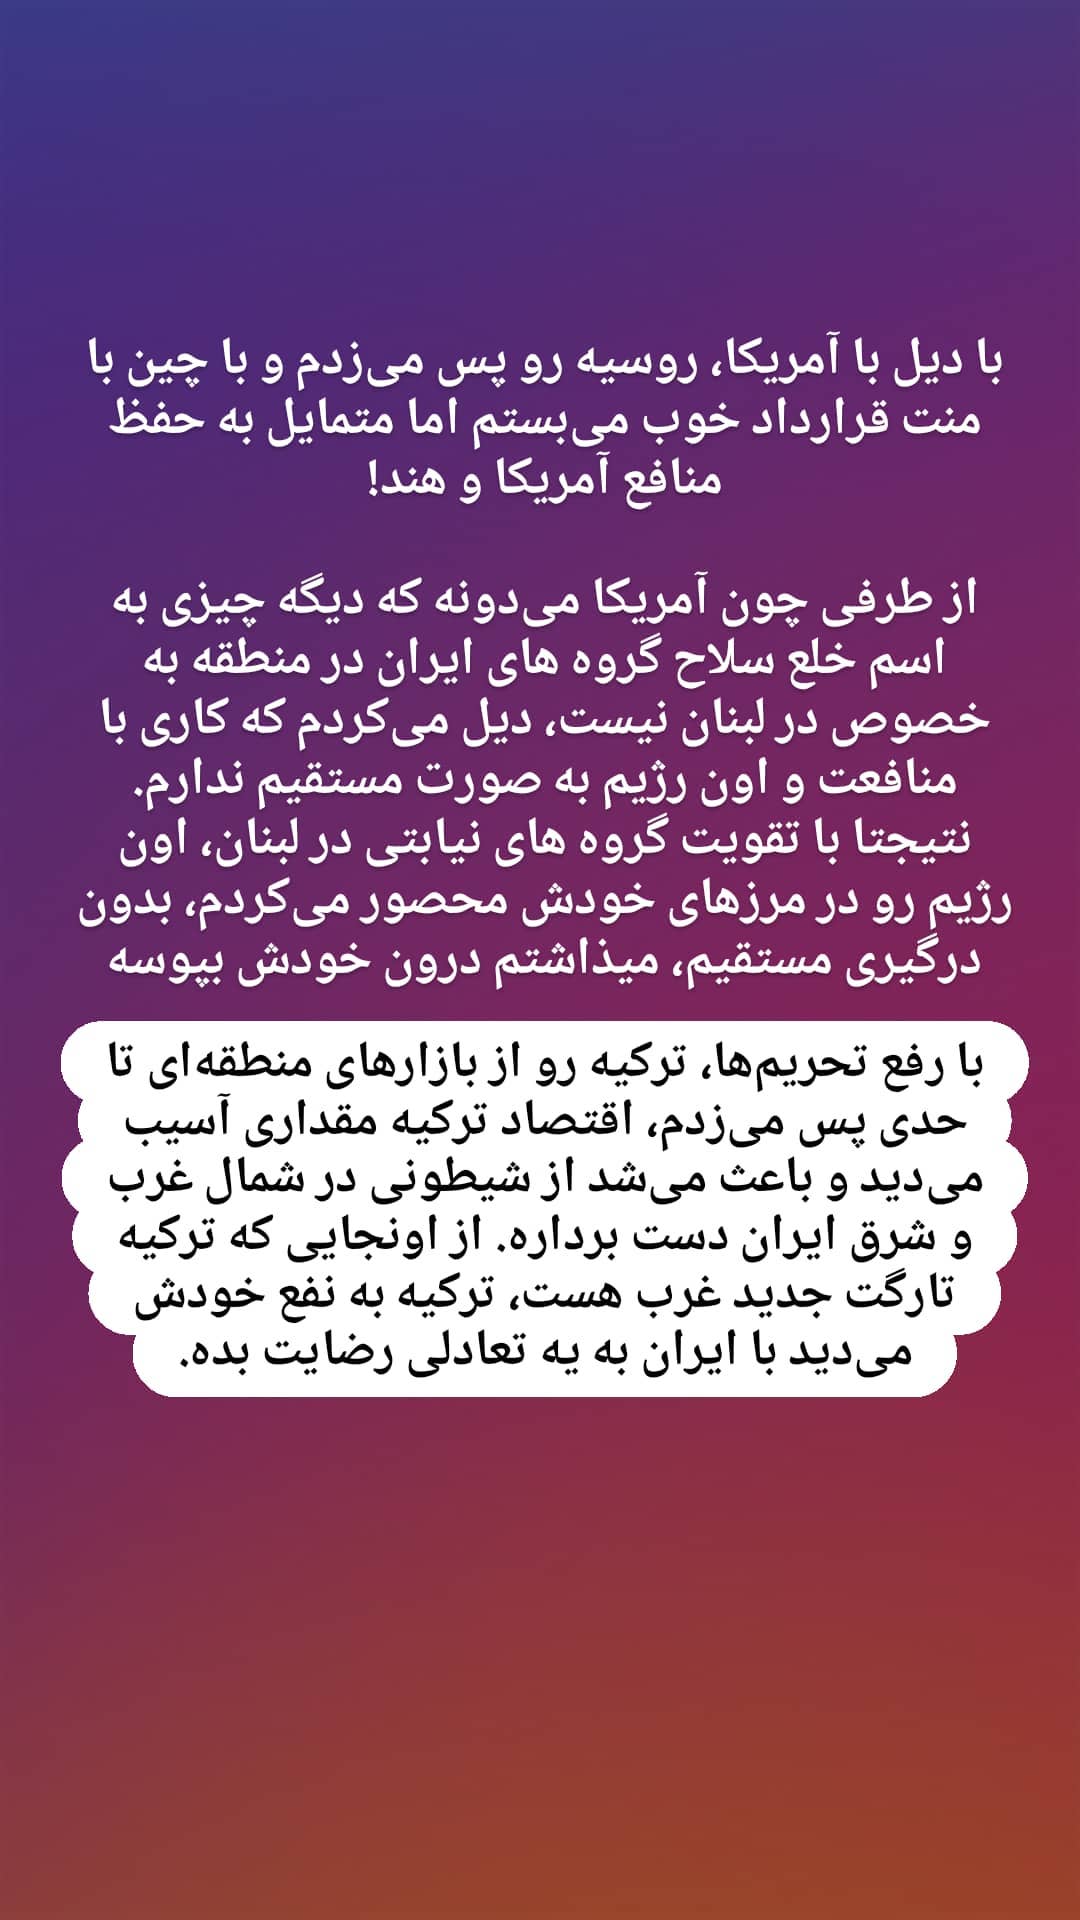 با دیل با آمریکا، روسیه رو پس می‌زدم و با چین با
منت قرارداد خوب می‌بستم اما متمایل به حفظ
منافع آمریکا و هند!
از طرفی چون آمریکا می‌دونه که دیگه چیزی به
اسم خلع سلاح گروه های ایران در منطقه به
خصوص در لبنان نیست، دیل می‌کردم که کاری با
منافعت و اون رژیم به صورت مستقیم ندارم.
نتیجتا با تقویت گروه های نیابتی در لبنان، اون
رژیم رو در مرزهای خودش محصور می‌کردم، بدون
درگیری مستقیم، میذاشتم درون خودش بپوسه
با رفع تحریم‌ها، ترکیه رو از بازارهای منطقه‌ای تا
حدی پس می‌زدم، اقتصاد ترکیه مقداری آسیب
می‌دید و باعث می‌شد از شیطونی در شمال غرب
و شرق ایران دست برداره. از اونجایی که ترکیه
تارگت جدید غرب هست، ترکیه به نفع خودش
می‌دید با ایران به یه تعادلی رضایت بده.